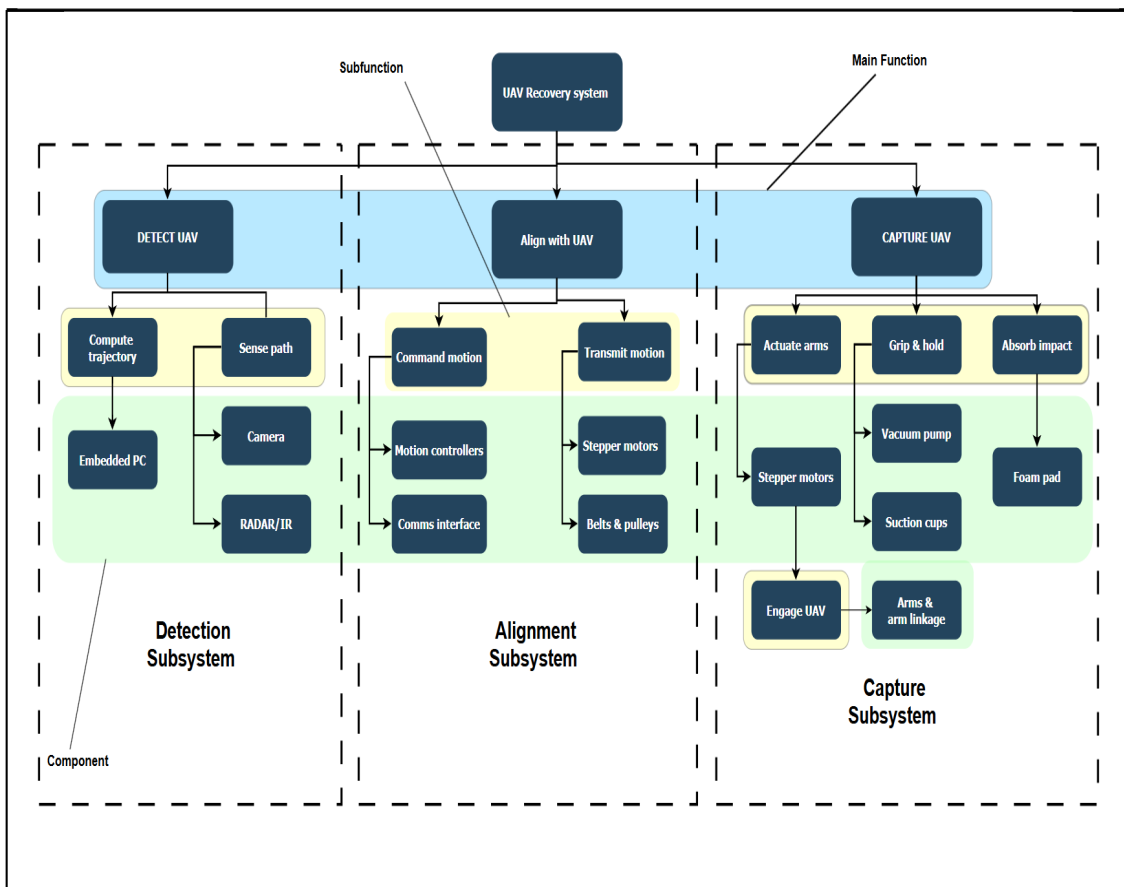 Subfunction
Main Function
UAV Recovery system
DETECT UAV
Align with UAV
CAPTURE UAV
Compute
trajectory
Sense path
Command motion
Transmit motion
Actuate arms
Grip & hold
Absorb impact
Embedded PC
Camera
RADAR/IR
Motion controllers
Comms interface
Stepper motors
Belts & pulleys
Stepper motors
Vacuum pump
Suction cups
Foam pad
Engage UAV
Arms &
arm linkage
Detection
Subsystem
Alignment
Subsystem
Capture
Subsystem
Component